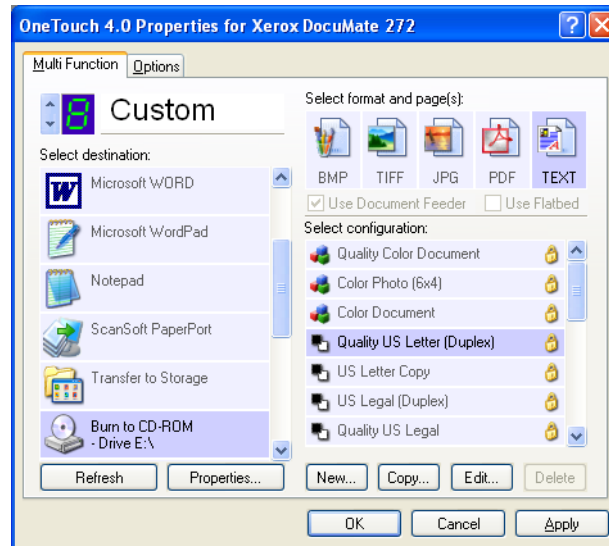 OneTouch 4.0 Properties for Xerox DocuMate 272
Multi Function
Options
8
Custom
Select destination:
Microsoft WORD
Microsoft WordPad
Notepad
ScanSoft PaperPort
Transfer to Storage
Burn to CD-ROM
- Drive E:\
Refresh
Properties...
Select format and page(s):
BMP TIFF JPG PDF TEXT
Use Document Feeder
Use Flatbed
Select configuration:
Quality Color Document
Color Photo (6x4)
Color Document
Quality US Letter (Duplex)
US Letter Copy
US Legal (Duplex)
Quality US Legal
New... Copy... Edit... Delete
OK Cancel Apply